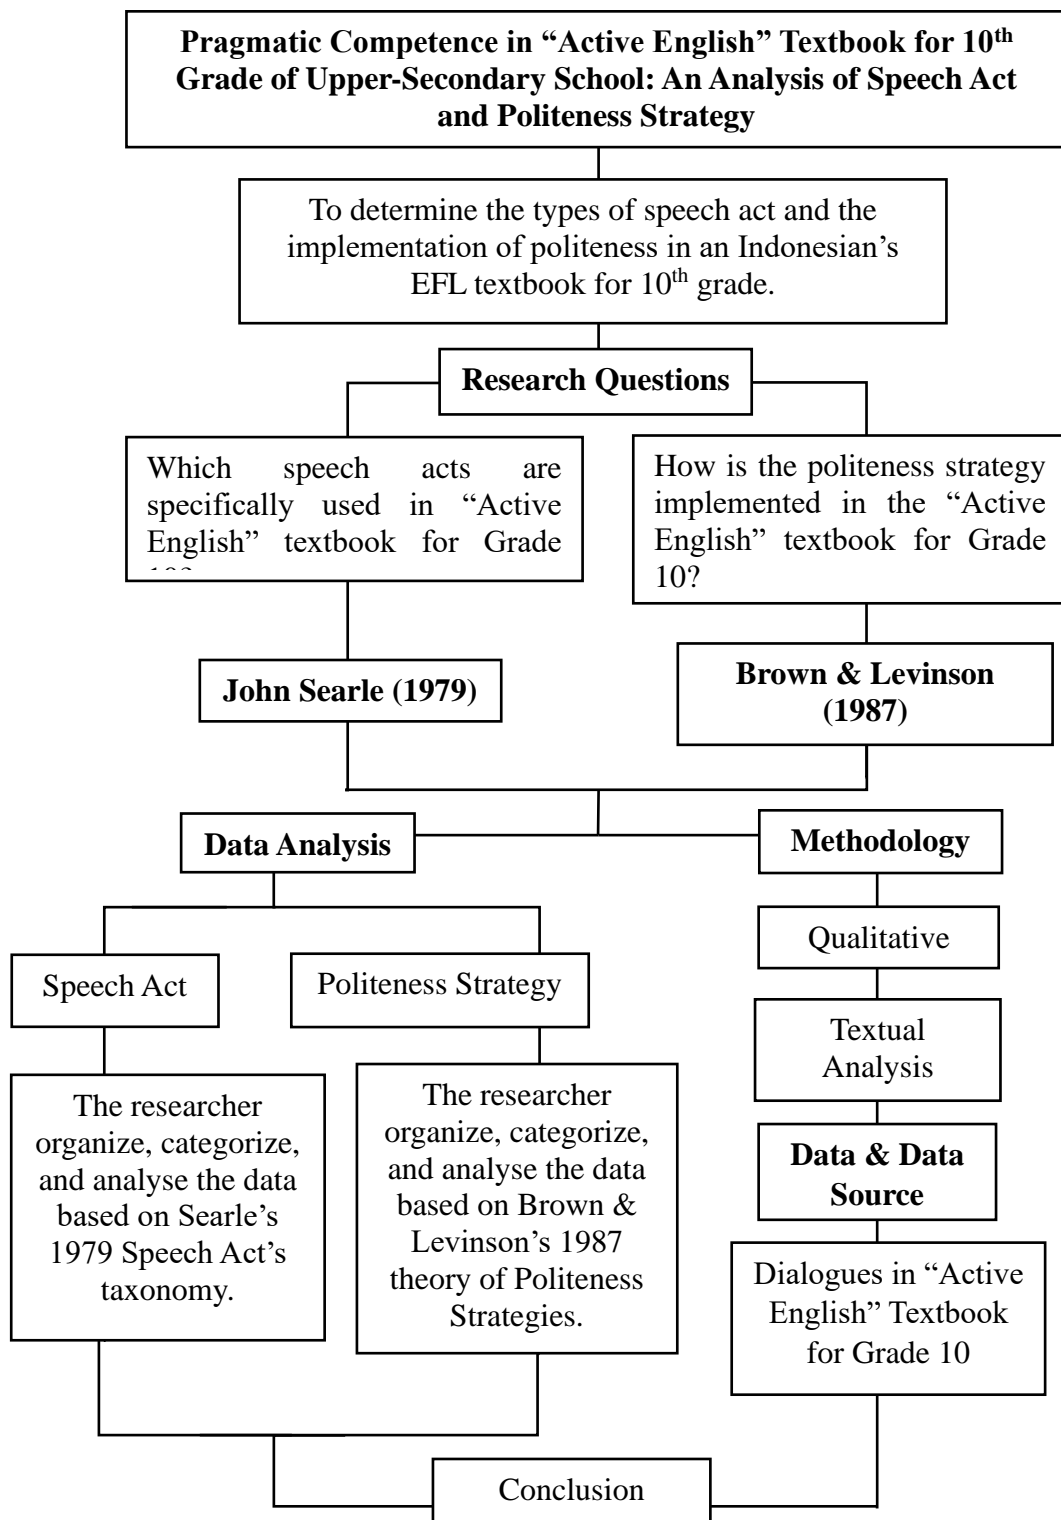 Pragmatic Competence in “Active English” Textbook for 10th
Grade of Upper-Secondary School: An Analysis of Speech Act
and Politeness Strategy
To determine the types of speech act and the
implementation of politeness in an Indonesian’s
EFL textbook for 10th grade.
Research Questions
Which speech acts are
specifically used in “Active
English” textbook for Grade
How is the politeness strategy
implemented in the “Active
English” textbook for Grade
10?
John Searle (1979)
Brown & Levinson
(1987)
Data Analysis
Methodology
Speech Act
Politeness Strategy
Qualitative
Textual
Analysis
The researcher
organize, categorize,
and analyse the data
based on Searle’s
1979 Speech Act’s
taxonomy.
The researcher
organize, categorize,
and analyse the data
based on Brown &
Levinson’s 1987
theory of Politeness
Strategies.
Data & Data
Source
Dialogues in “Active
English” Textbook
for Grade 10
Conclusion